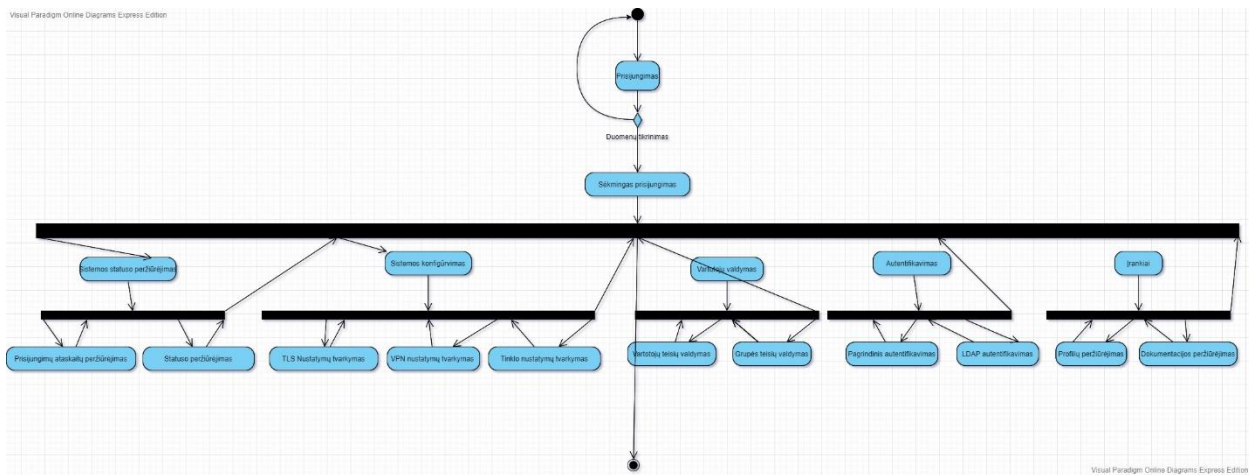 Visual Paradigm Online Diagrams Express Edition
Prisijungimas
Duomenų tikrinimas
Sėkmingas prisijungimas
Sistemos statuso peržiūrėjimas
Sistemos konfigūrvimas
Vartotojų valdymas
Autentifikavimas
Įrankiai
Prisijungimų ataskaitų peržiūrėjimas
Statuso peržiūrėjimas
TLS Nustatymų tvarkymas
VPN nustatymų tvarkymas
Tinklo nustatymų tvarkymas
Vartotojų teisių valdymas
Grupės teisių valdymas
Pagrindinis autentifikavimas
LDAP autentifikavimas
Profilių peržiūrėjimas
Dokumentacijos peržiūrėjimas
Visual Paradigm Online Diagrams Express Edition